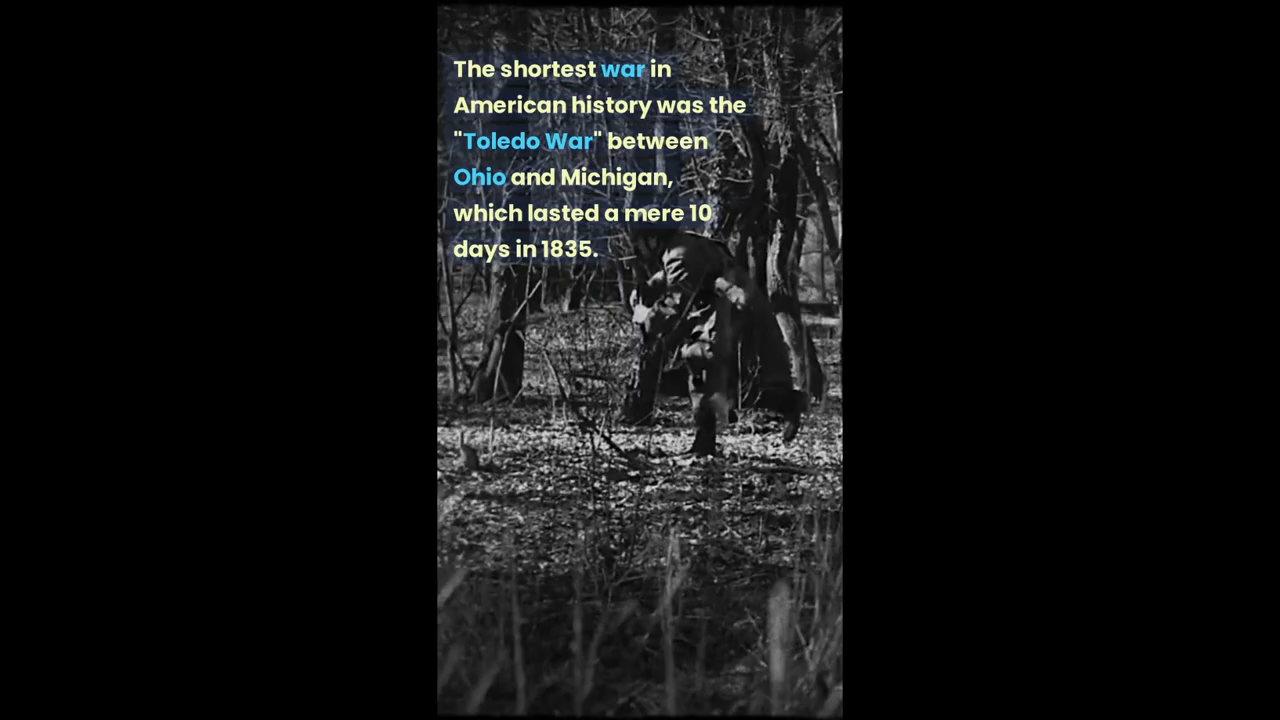 The shortest war in
American history was the
"Toledo War" between
Ohio and Michigan,
which lasted a mere 10
days in 1835.